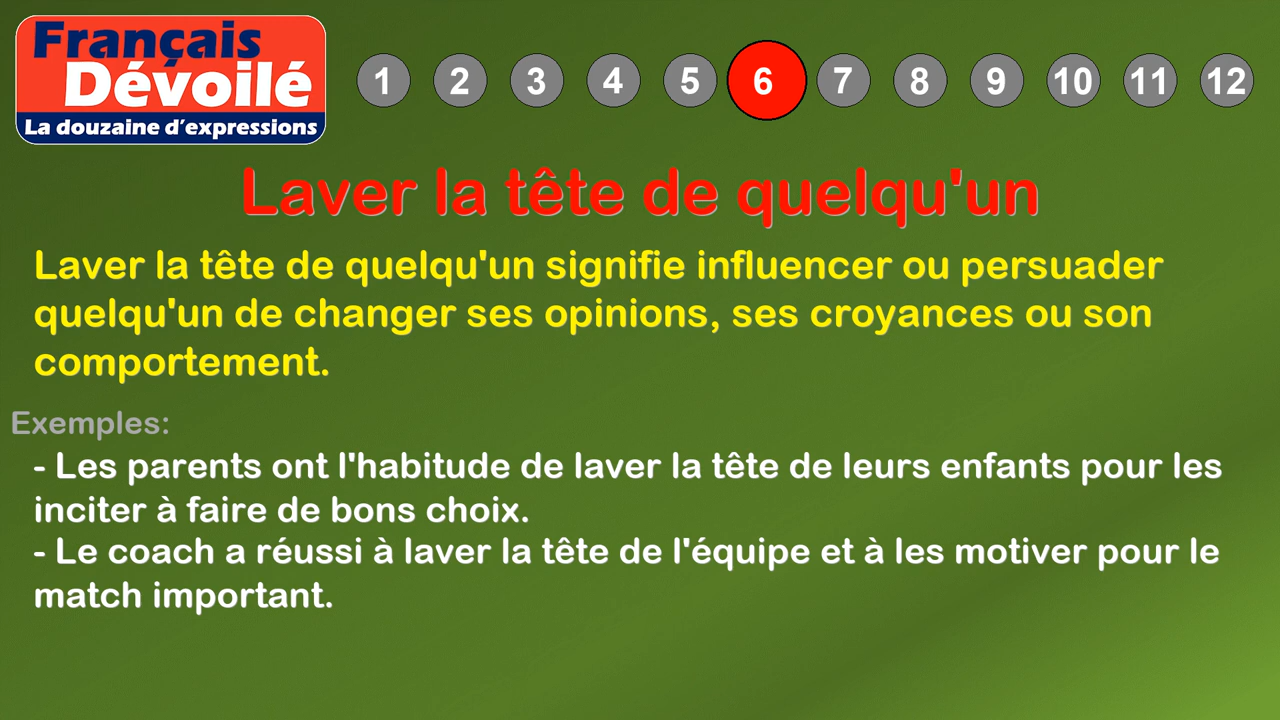 Français
Dévoilé
La douzaine d'expressions
1 2 3 4 5 6 7 8 9 10 11 12
Laver la tête de quelqu'un
Laver la tête de quelqu'un signifie influencer ou persuader
quelqu'un de changer ses opinions, ses croyances ou son
comportement.
Exemples:
- Les parents ont l'habitude de laver la tête de leurs enfants pour les
inciter à faire de bons choix.
- Le coach a réussi à laver la tête de l'équipe et à les motiver pour le
match important.